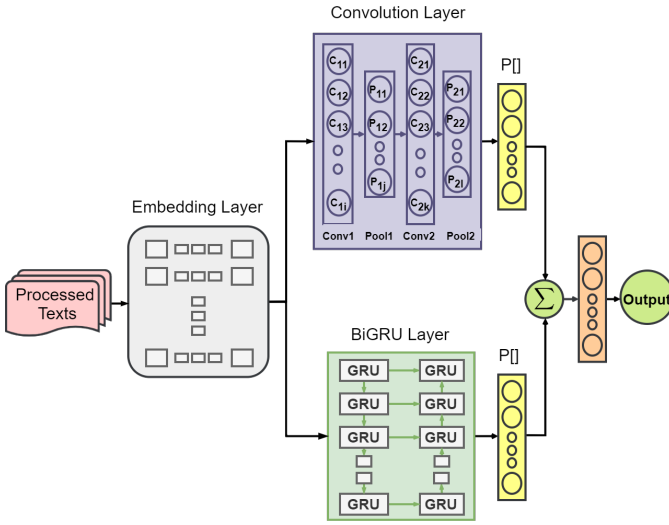 Convolution Layer
C11
C12
C13
C1i
P11
P12
P1j
C21
C22
C23
C2k
P21
P22
P2l
Conv1 Pool1 Conv2 Pool2
P[]
Embedding Layer
Processed
Texts
Σ
Output
BiGRU Layer
GRU GRU
GRU GRU
GRU GRU
GRU GRU
P[]